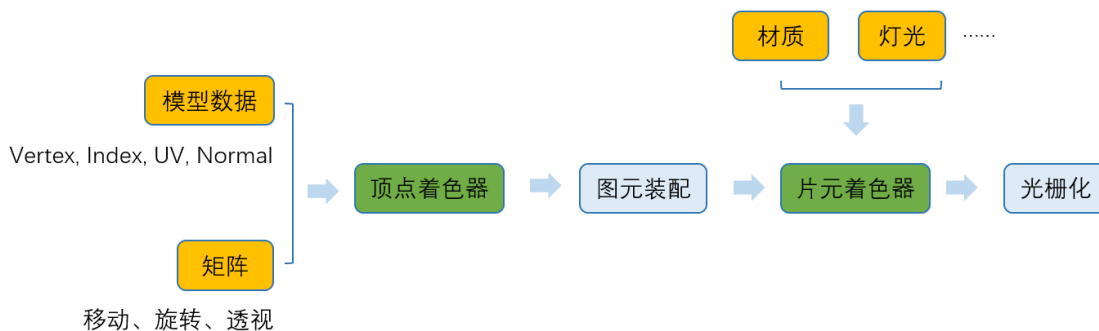 材质
灯光
......
模型数据
Vertex, Index, UV, Normal
顶点着色器
图元装配
片元着色器
光栅化
矩阵
移动、旋转、透视